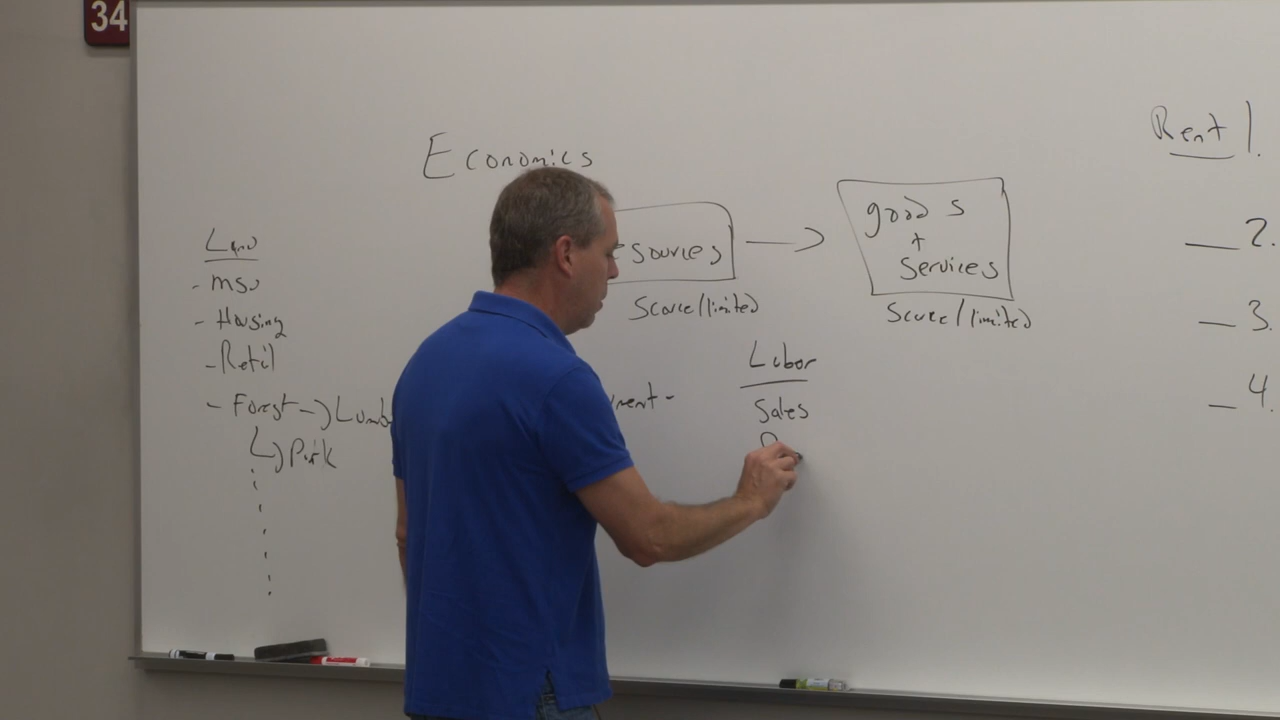 34
Economics
Rent 1.
sources
goods
+
Services
Scarce/limited
Scarce/limited
Land
- MSU
- Housing
- Retail
- Forest
Park
Labor
Sales
2.
3.
4.